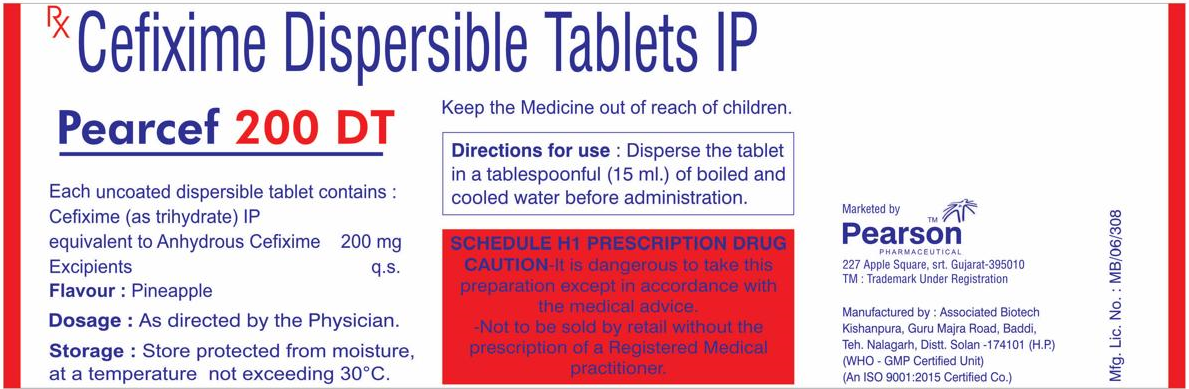 Rx Cefixime Dispersible Tablets IP
Pearcef 200 DT
Each uncoated dispersible tablet contains :
Cefixime (as trihydrate) IP
equivalent to Anhydrous Cefixime 200 mg
Excipients q.s.
Flavour : Pineapple
Dosage : As directed by the Physician.
Storage : Store protected from moisture,
at a temperature not exceeding 30°C.
Keep the Medicine out of reach of children.
Directions for use : Disperse the tablet
in a tablespoonful (15 ml.) of boiled and
cooled water before administration.
SCHEDULE H1 PRESCRIPTION DRUG
CAUTION-It is dangerous to take this
preparation except in accordance with
the medical advice.
-Not to be sold by retail without the
prescription of a Registered Medical
practitioner.
Marketed by
TM
Pearson
PHARMACEUTICAL
227 Apple Square, srt. Gujarat-395010
TM : Trademark Under Registration
Manufactured by : Associated Biotech
Kishanpura, Guru Majra Road, Baddi,
Teh. Nalagarh, Distt. Solan -174101 (H.P.)
(WHO - GMP Certified Unit)
(An ISO 9001:2015 Certified Co.)
Mfg. Lic. No. : MB/06/308